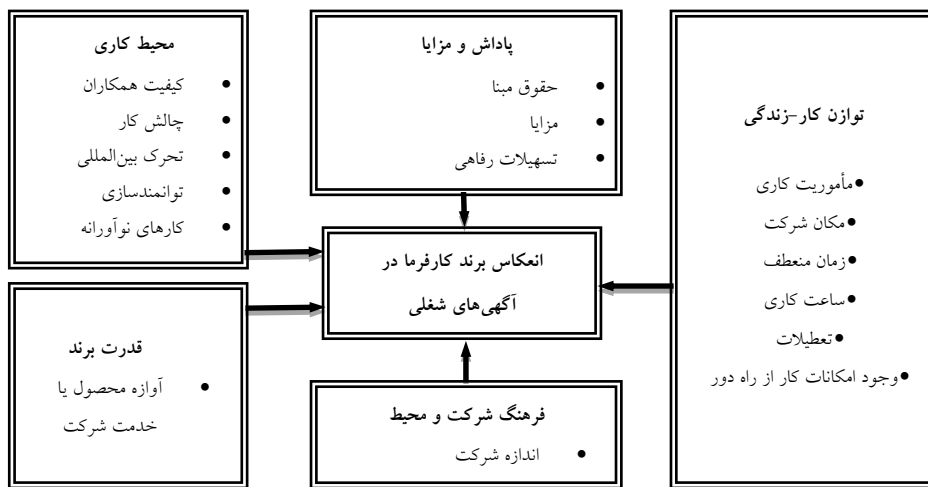 توازن کار-زندگی
●مأموریت کاری
●مکان شرکت
●زمان منعطف
●ساعت کاری
●تعطیلات
●وجود امکانات کار از راه دور
پاداش و مزایا
● حقوق مبنا
● مزایا
● تسهیلات رفاهی
محیط کاری
● کیفیت همکاران
● چالش کار
● تحرک بین‌المللی
● توانمندسازی
● کارهای نوآورانه
انعکاس برند کارفرما در
آگهی‌های شغلی
قدرت برند
● آوازه محصول یا
خدمت شرکت
فرهنگ شرکت و محیط
● اندازه شرکت